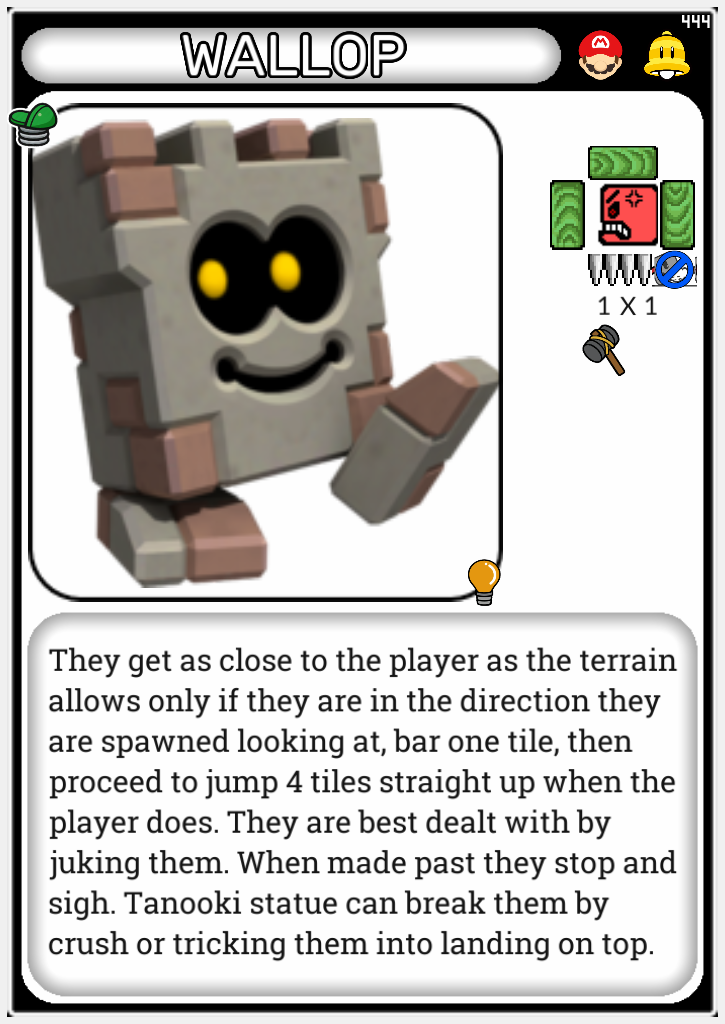 444
WALLOP
1 X 1
They get as close to the player as the terrain
allows only if they are in the direction they
are spawned looking at, bar one tile, then
proceed to jump 4 tiles straight up when the
player does. They are best dealt with by
juking them. When made past they stop and
sigh. Tanooki statue can break them by
crush or tricking them into landing on top.